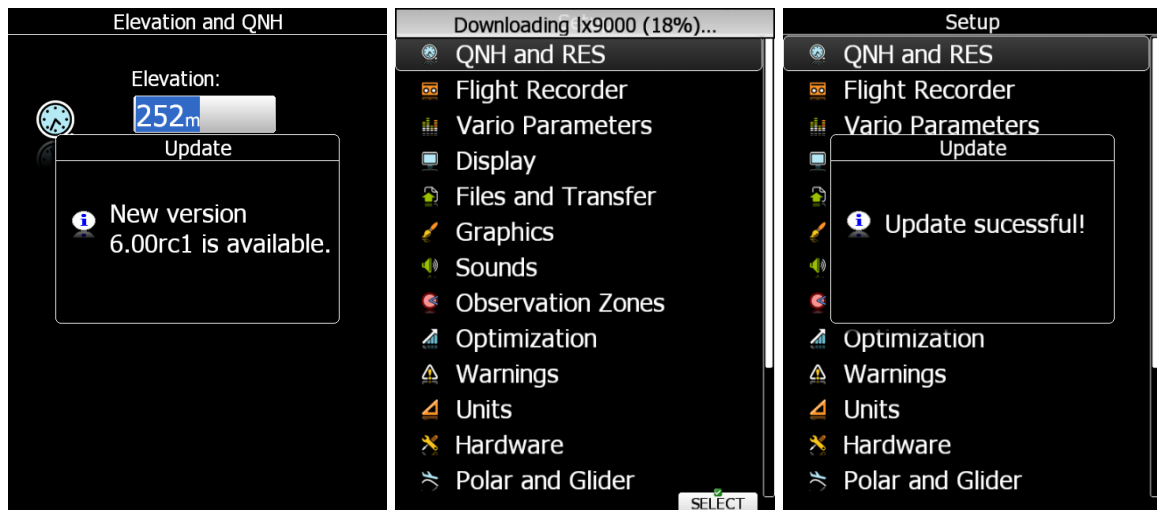 Elevation and QNH
Elevation:
252m
Update
New version
6.00rc1 is available.
Downloading lx9000 (18%)...
QNH and RES
Flight Recorder
Vario Parameters
Display
Files and Transfer
Graphics
Sounds
Observation Zones
Optimization
Warnings
Units
Hardware
Polar and Glider
SELECT
Setup
QNH and RES
Flight Recorder
Vario Parameters
Update
Update sucessful!
Optimization
Warnings
Units
Hardware
Polar and Glider